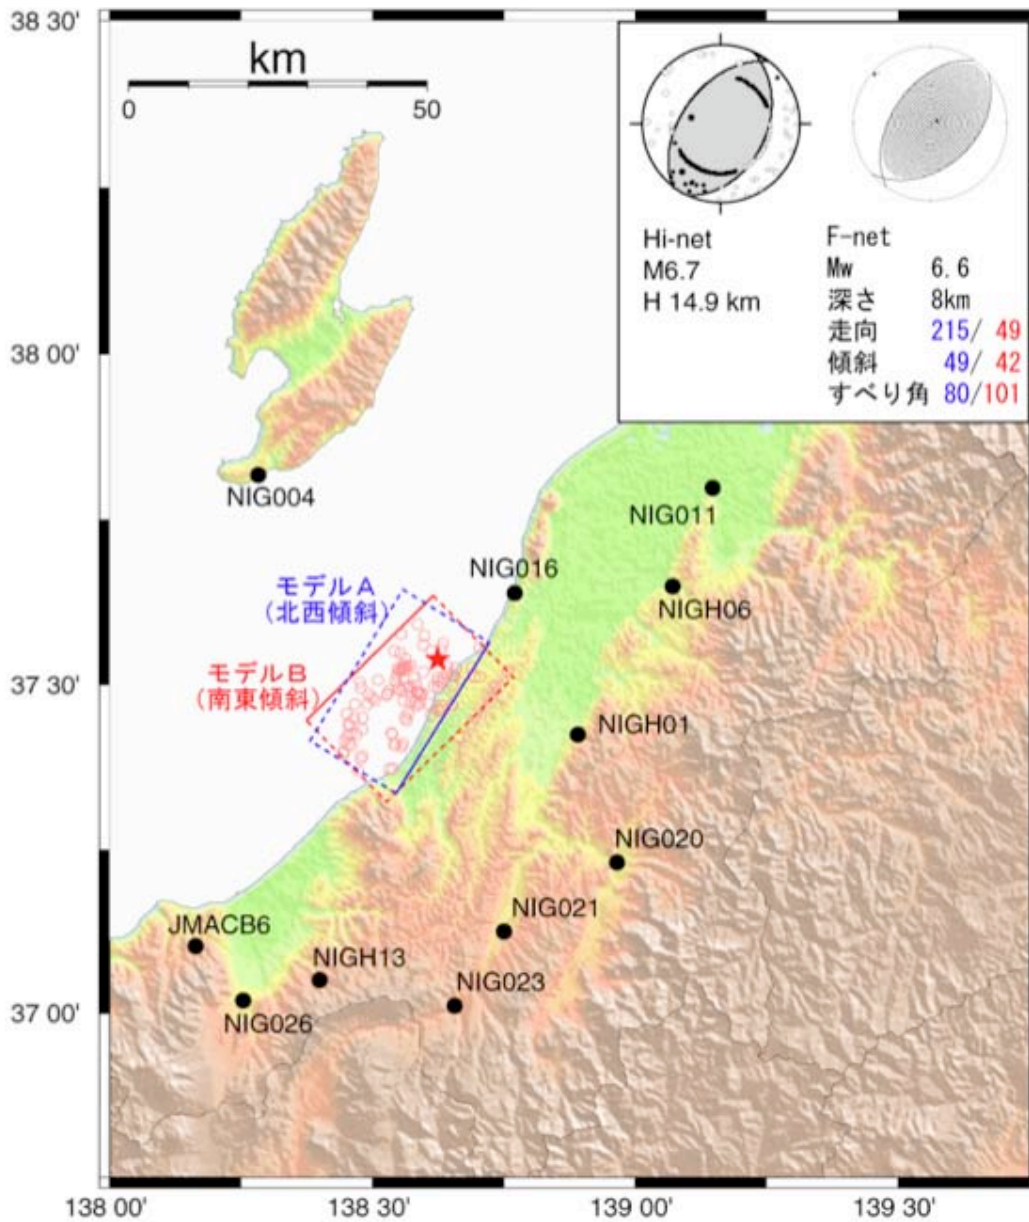 38 30'
km
0 50
Hi-net
M6.7
H 14.9 km
F-net
Mw 6.6
深さ 8km
走向 215/ 49
傾斜 49/ 42
すべり角 80/101
38 00'
NIG004
NIG011
NIG016
NIGH06
モデルA
(北西傾斜)
モデルB
(南東傾斜)
37 30'
NIGH01
NIG020
NIG021
JMACB6
NIGH13
NIG023
NIG026
37 00'
138 00' 138 30' 139 00' 139 30'